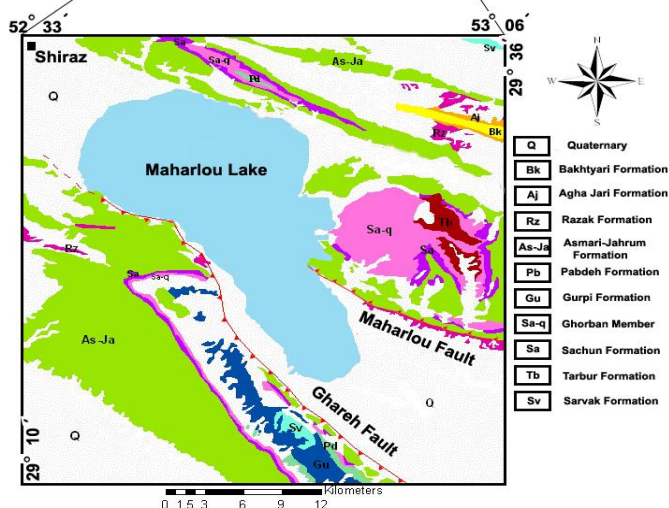 52° 33′
53° 06′
Shiraz
29° 36′
29° 10′
Sa
Sa-q
Pd
As-Ja
Sv
Q
Aj
Rz
Bk
Maharlou Lake
Sa-q
Tb
Sa
Rz
Sa
Sa-q
As-Ja
Maharlou Fault
Ghareh Fault
Q
Q
Sv
Pd
Gu
Kilometers
0 1.5 3 6 9 12
N
W E
S
Q Quaternary
Bk Bakhtyari Formation
Aj Agha Jari Formation
Rz Razak Formation
As-Ja Asmari-Jahrum
Formation
Pb Pabdeh Formation
Gu Gurpi Formation
Sa-q Ghorban Member
Sa Sachun Formation
Tb Tarbur Formation
Sv Sarvak Formation